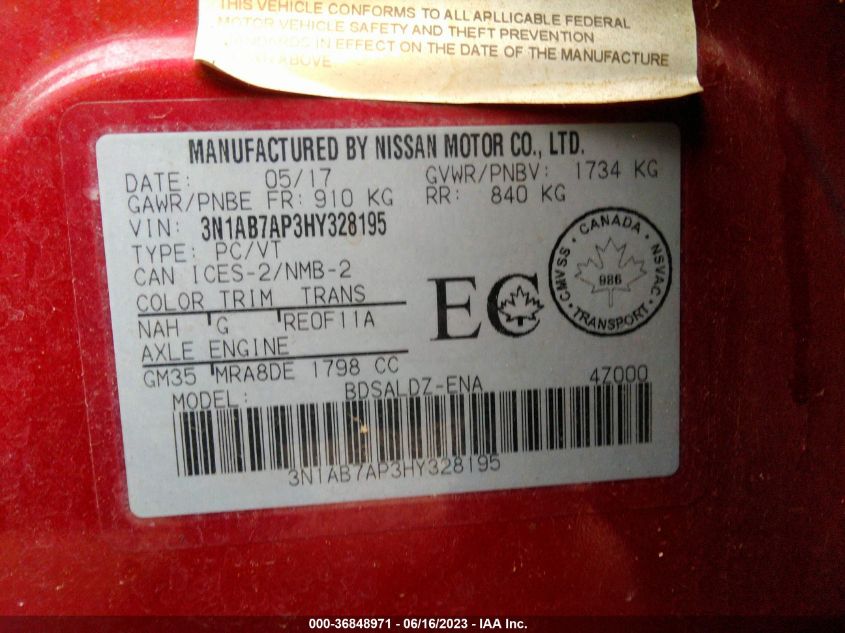 THIS VEHICLE CONFORMS TO ALL APLLICABLE FEDERAL
MOTOR VEHICLE SAFETY AND THEFT PREVENTION
STANDARDS IN EFFECT ON THE DATE OF THE MANUFACTURE
ABOVE
MANUFACTURED BY NISSAN MOTOR CO., LTD.
DATE: 05/17 GVWR/PNBV: 1734 KG
GAWR/PNBE FR: 910 KG RR: 840 KG
VIN: 3N1AB7AP3HY328195
TYPE: PC/VT
CAN ICES-2/NMB-2
COLOR TRIM TRANS
NAH G RE0F11A
AXLE ENGINE
GM35 MRA8DE 1798 CC
EC
CANADA
CMVSS NSVAC
986
TRANSPORT
MODEL: BDSALDZ-ENA 4Z000
3N1AB7AP3HY328195
000-36848971 - 06/16/2023 - IAA Inc.